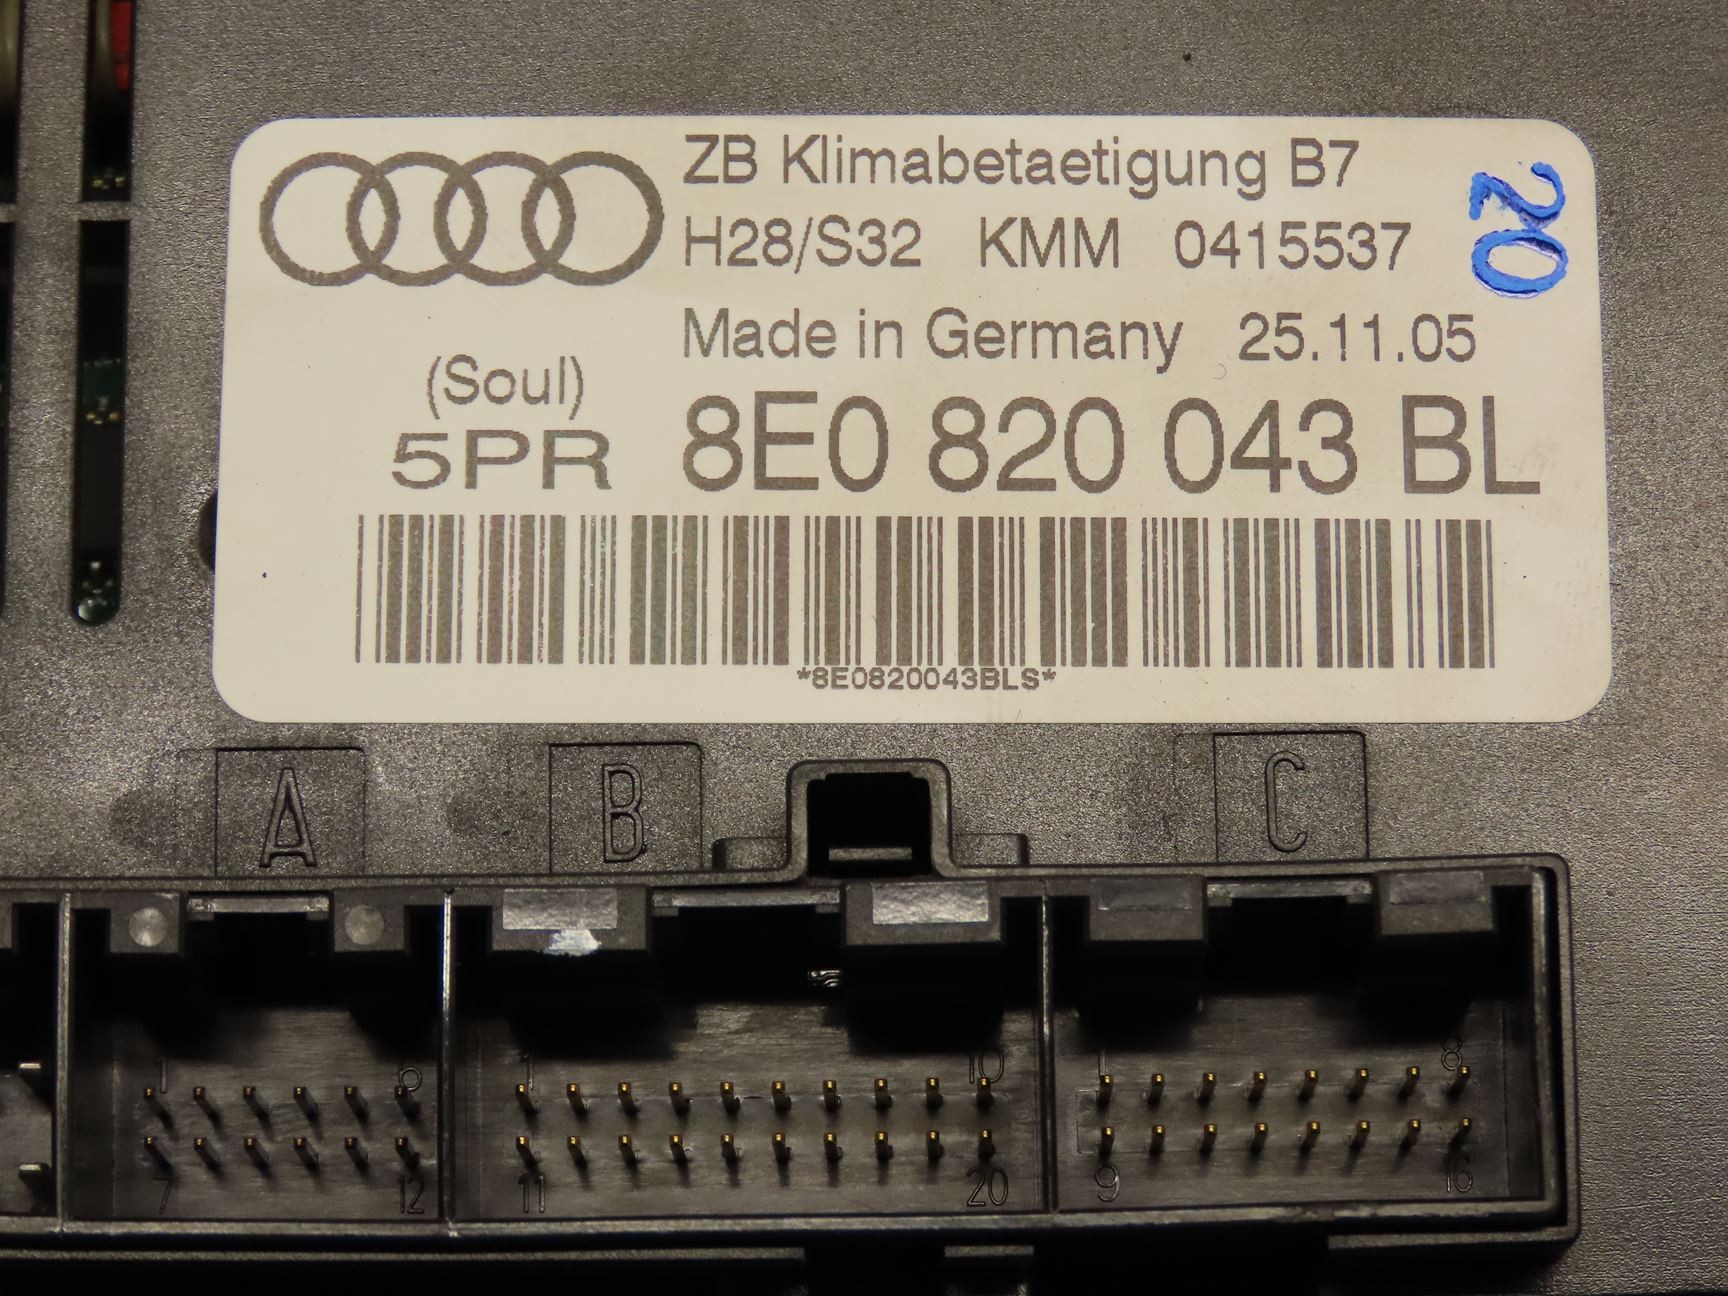 ZB Klimabetaetigung B7
H28/S32 KMM 0415537
20
Made in Germany 25.11.05
(Soul)
5PR 8E0 820 043 BL
*8E0820043BLS*
A B C
1 6 1 10 1 8
7 12 11 20 9 16